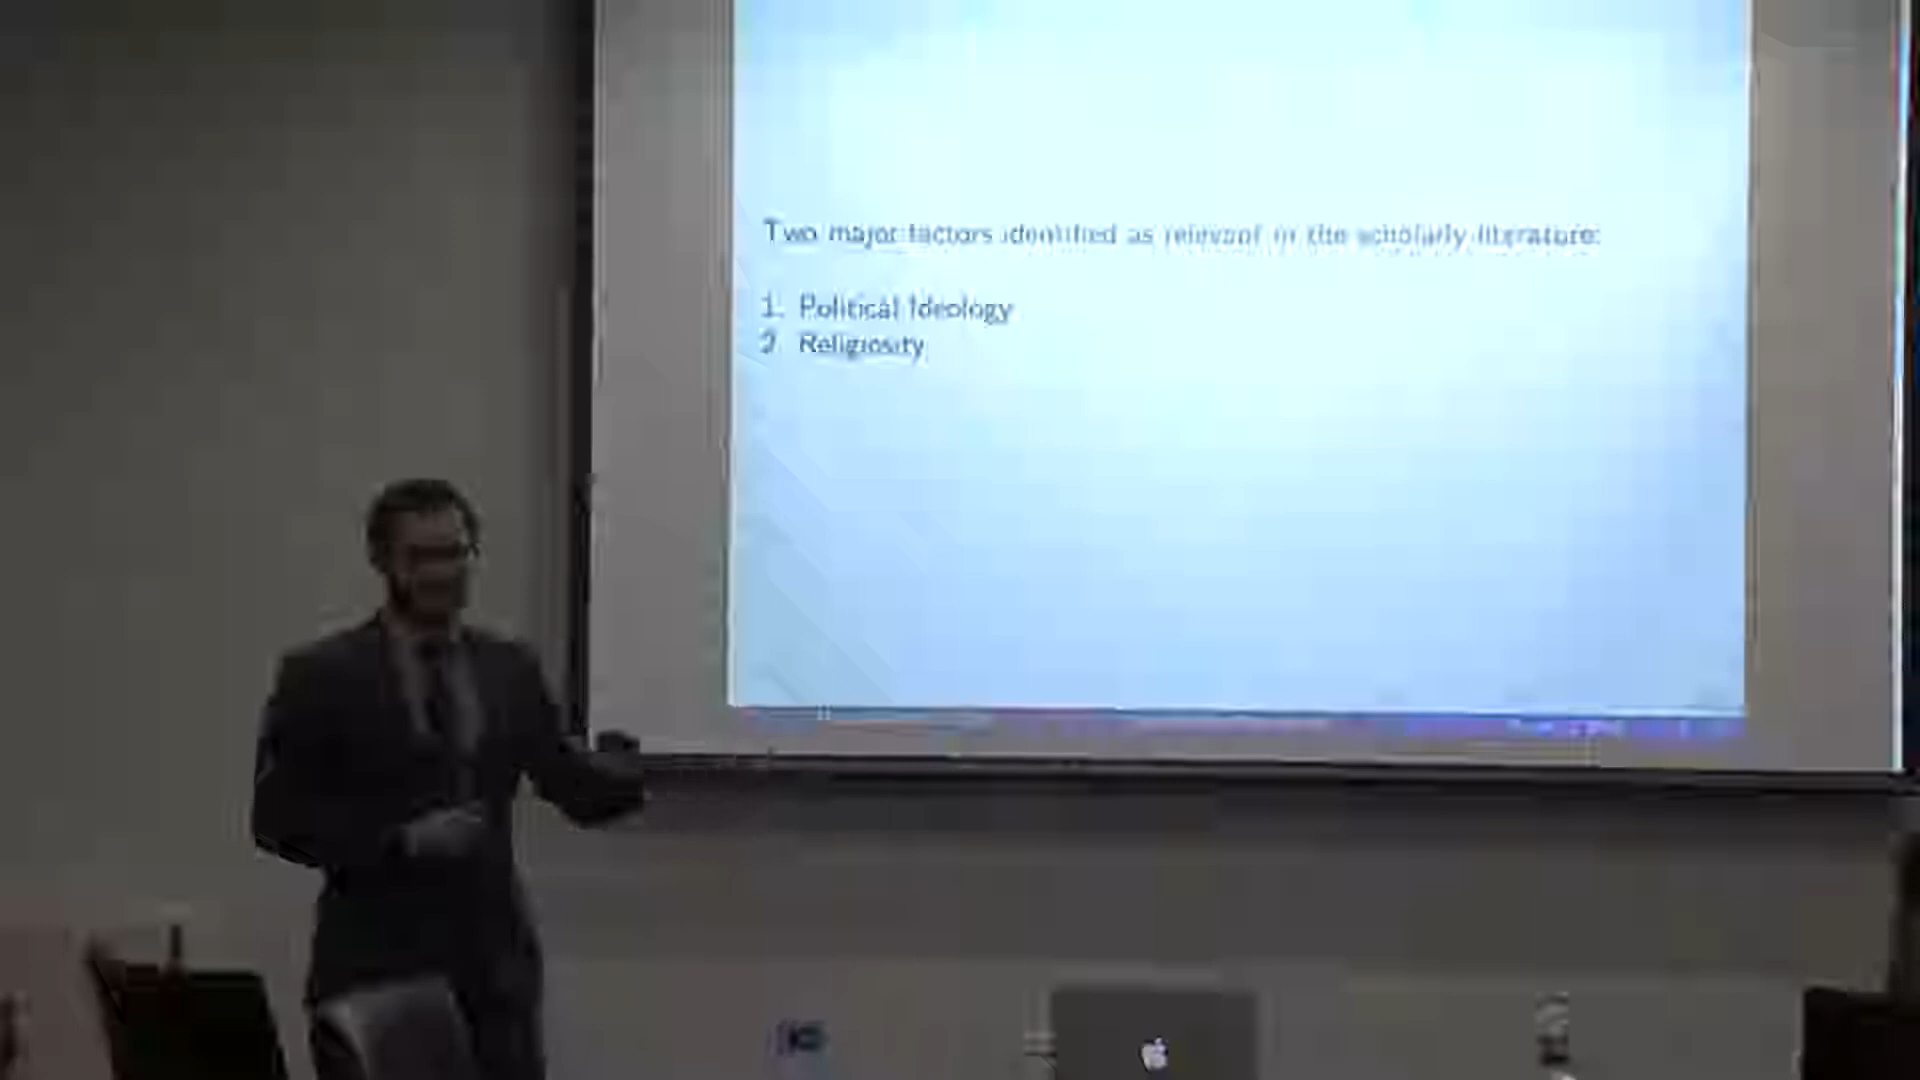 Two major factors identified as relevant in the scholarly literature:
1. Political Ideology
2. Religiosity